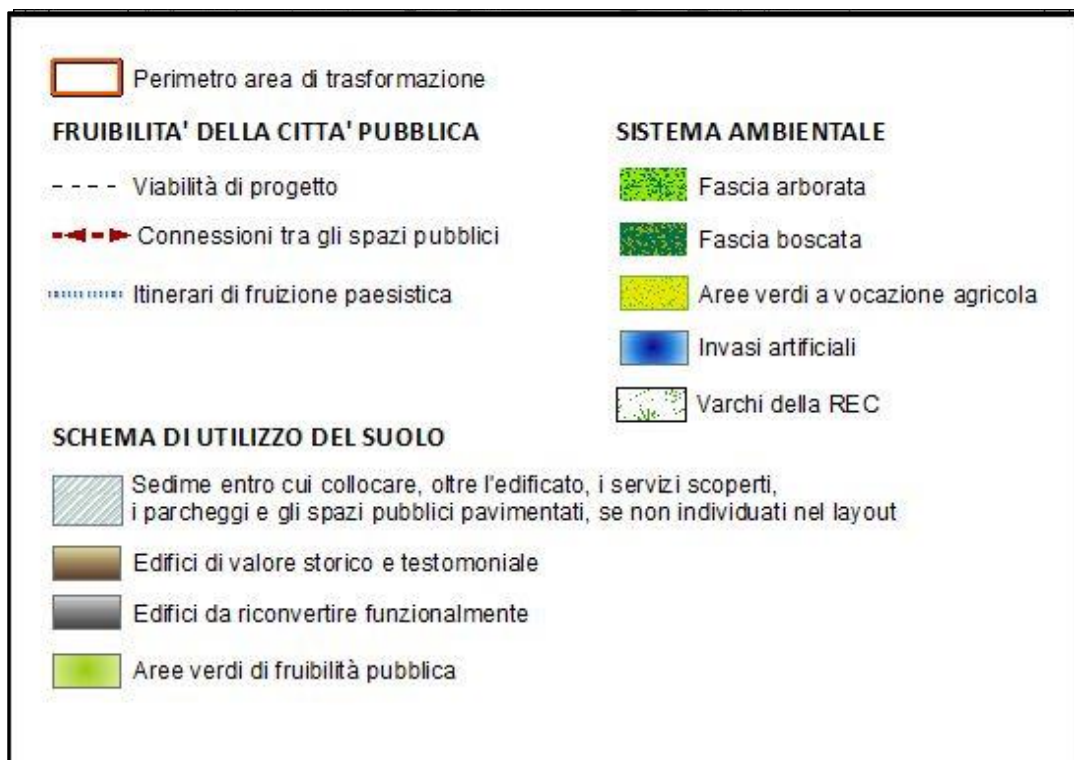 Perimetro area di trasformazione
FRUIBILITA' DELLA CITTA' PUBBLICA
Viabilità di progetto
Connessioni tra gli spazi pubblici
Itinerari di fruizione paesistica
SISTEMA AMBIENTALE
Fascia arborata
Fascia boscata
Aree verdi a vocazione agricola
Invasi artificiali
Varchi della REC
SCHEMA DI UTILIZZO DEL SUOLO
Sedime entro cui collocare, oltre l'edificato, i servizi scoperti,
i parcheggi e gli spazi pubblici pavimentati, se non individuati nel layout
Edifici di valore storico e testomoniale
Edifici da riconvertire funzionalmente
Aree verdi di fruibilità pubblica